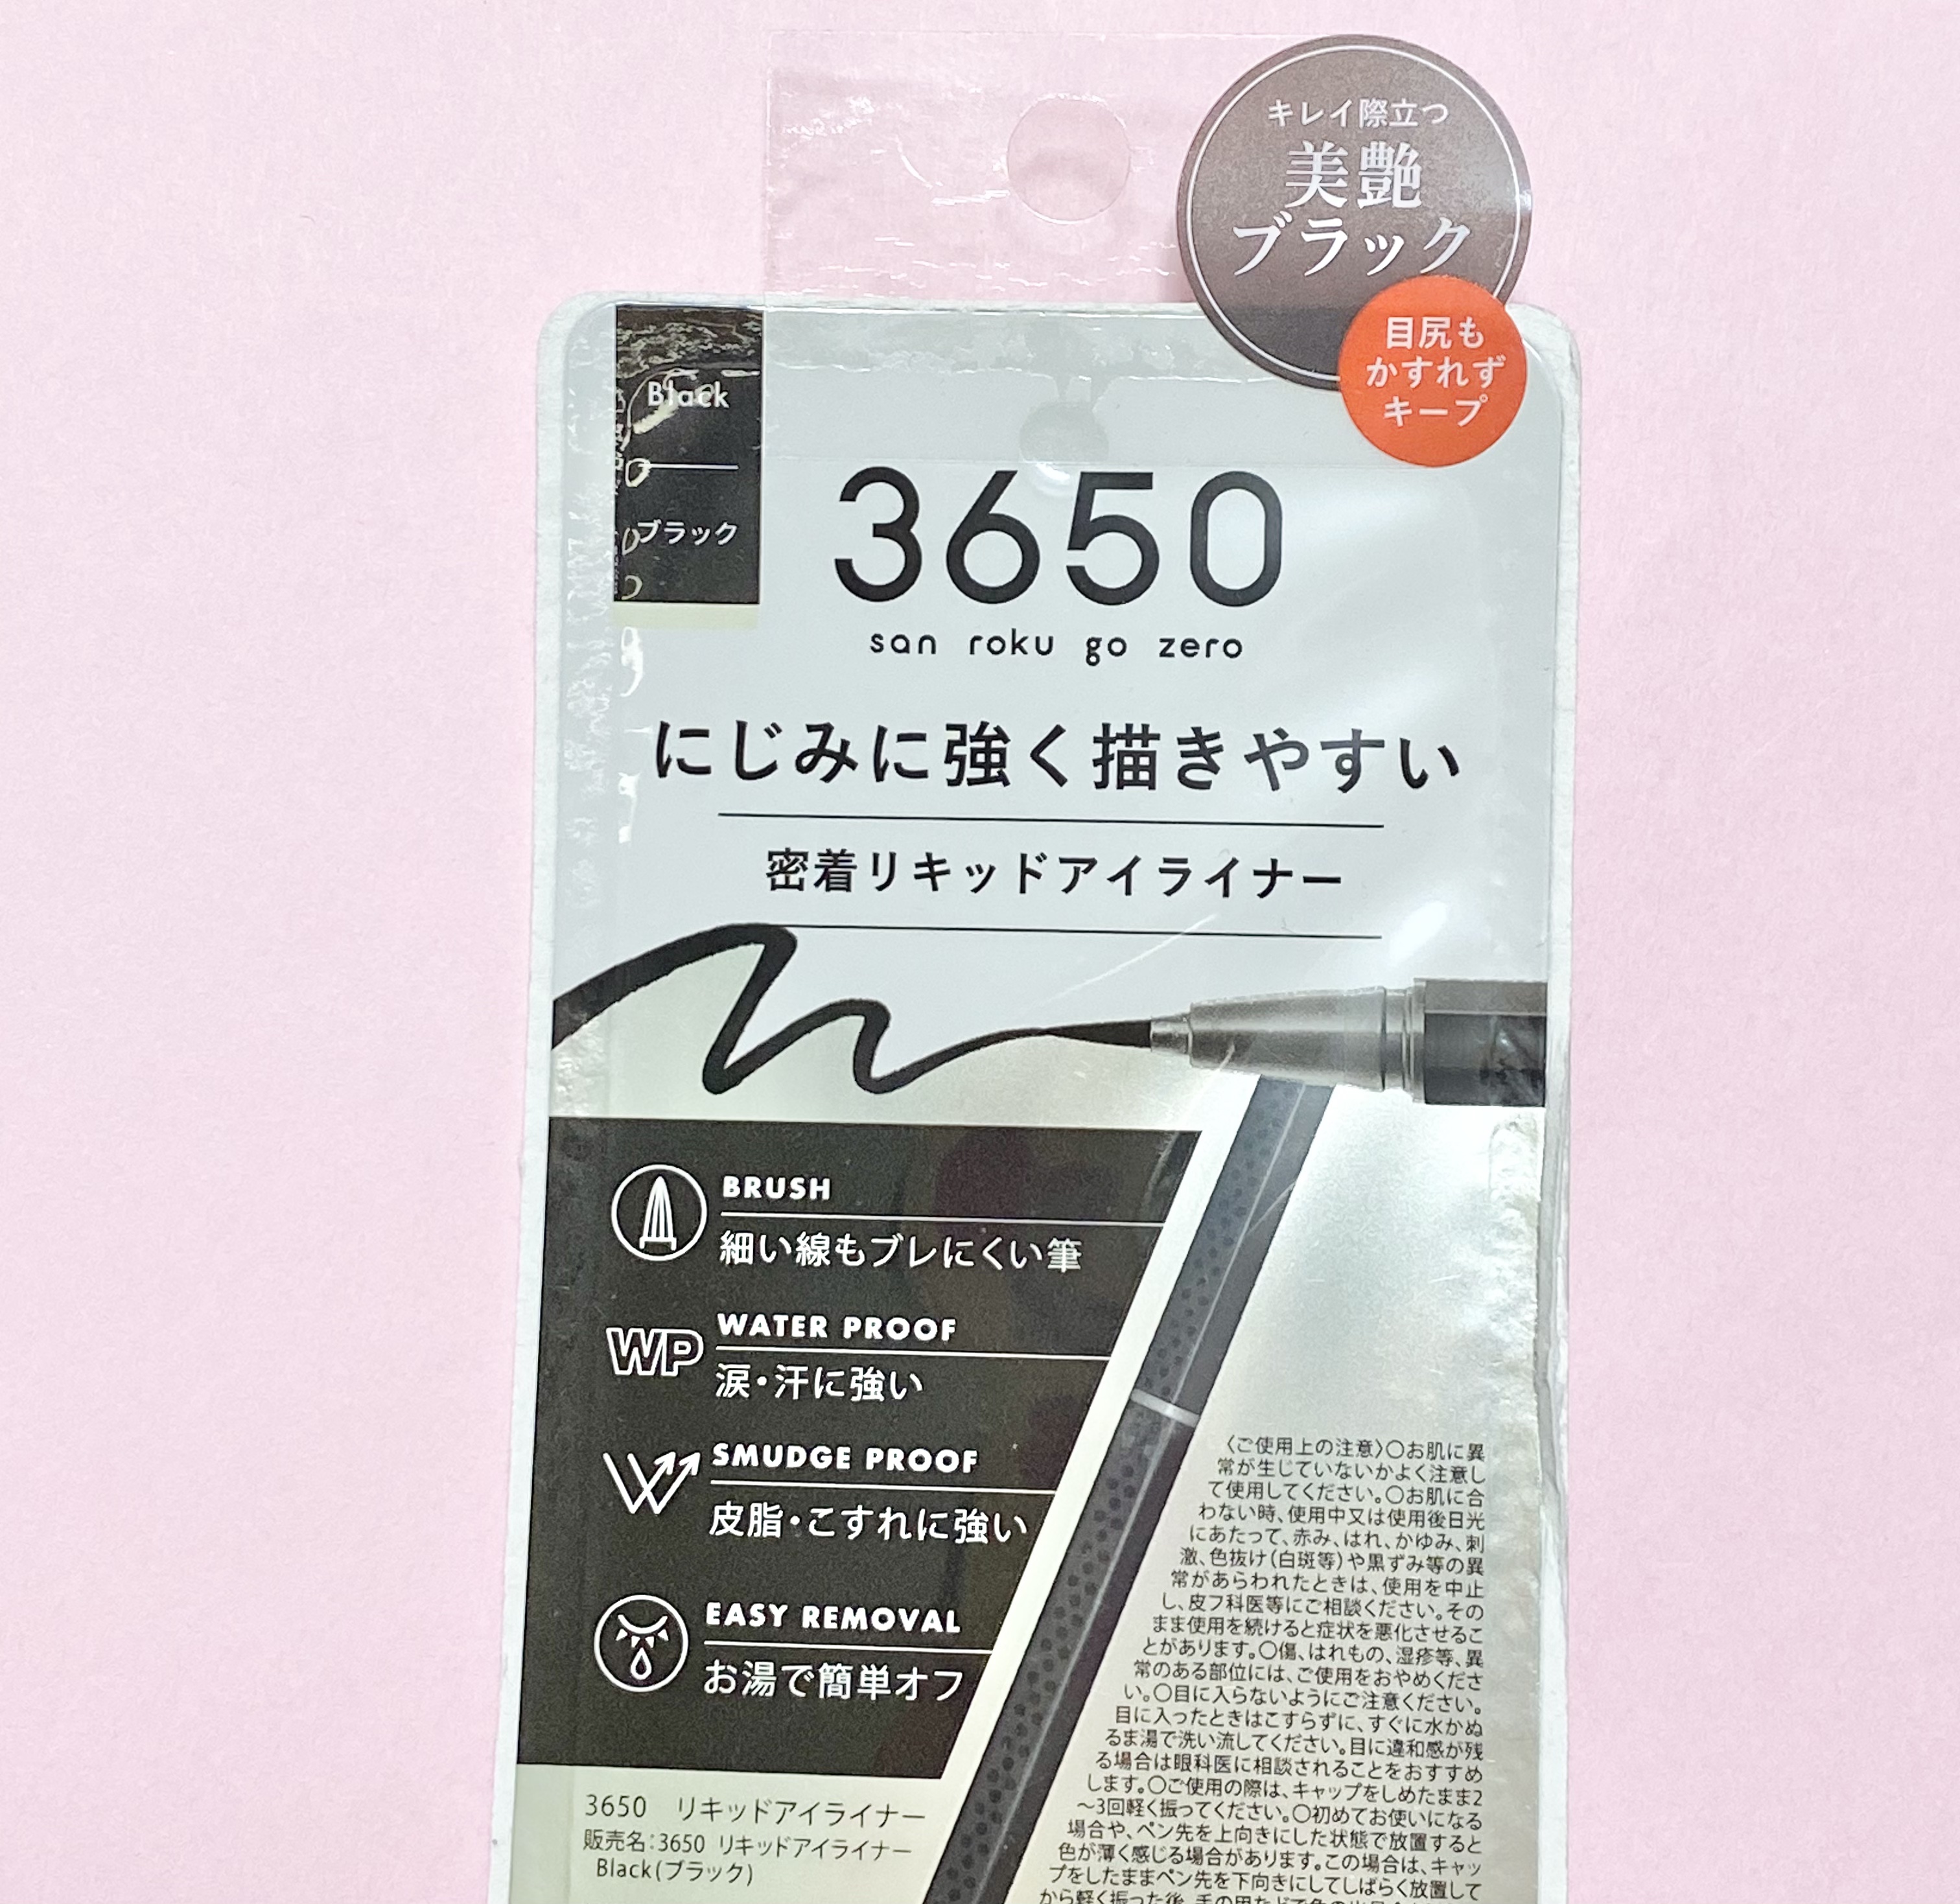 キレイ際立つ
美艶
ブラック
目尻も
かすれず
キープ
Black
ブラック
3650
san roku go zero
にじみに強く描きやすい
密着リキッドアイライナー
BRUSH
細い線もブレにくい筆
WP
WATER PROOF
涙・汗に強い
SMUDGE PROOF
皮脂・こすれに強い
EASY REMOVAL
お湯で簡単オフ
3650 リキッドアイライナー
販売名:3650 リキッドアイライナー
Black(ブラック)
〈ご使用上の注意〉○お肌に異
常が生じていないかよく注意し
て使用してください。○お肌に合
わない時、使用中又は使用後日光
にあたって、赤み、はれ、かゆみ、刺
激、色抜け(白斑等)や黒ずみ等の異
常があらわれたときは、使用を中止
し、皮フ科医等にご相談ください。その
まま使用を続けると症状を悪化させるこ
とがあります。○傷、はれもの、湿疹等、異
常のある部位には、ご使用をおやめくださ
い。○目に入らないようにご注意ください。
目に入ったときはこすらずに、すぐに水かぬ
るま湯で洗い流してください。目に違和感が残
る場合は眼科医に相談されることをおすすめ
します。○ご使用の際は、キャップをしめたまま2
～3回軽く振ってください。○初めてお使いになる
場合や、ペン先を上向きにした状態で放置すると
色が薄く感じる場合があります。この場合は、キャッ
プをしたままペン先を下向きにしてしばらく放置して
から軽く振った後、手の甲などで色の